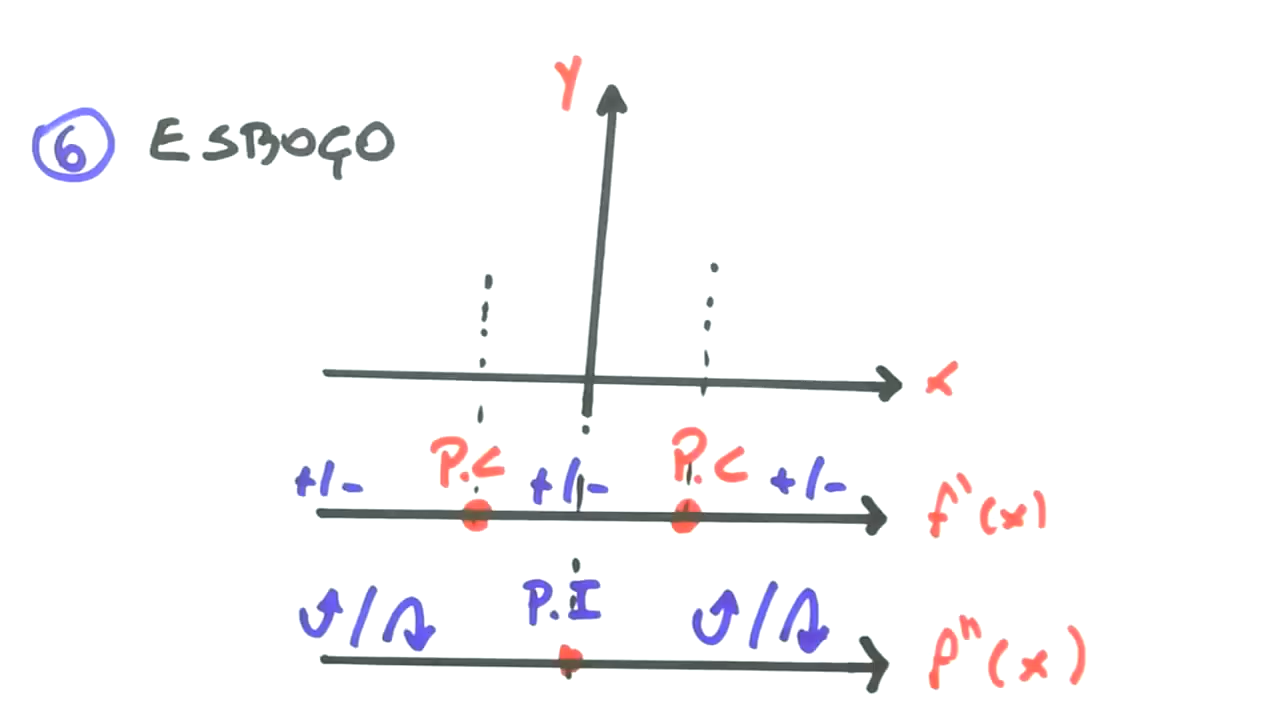 6 ESBOÇO
Y
x
P.C P.C
+/- +/- +/- f'(x)
P.I
/ / f''(x)